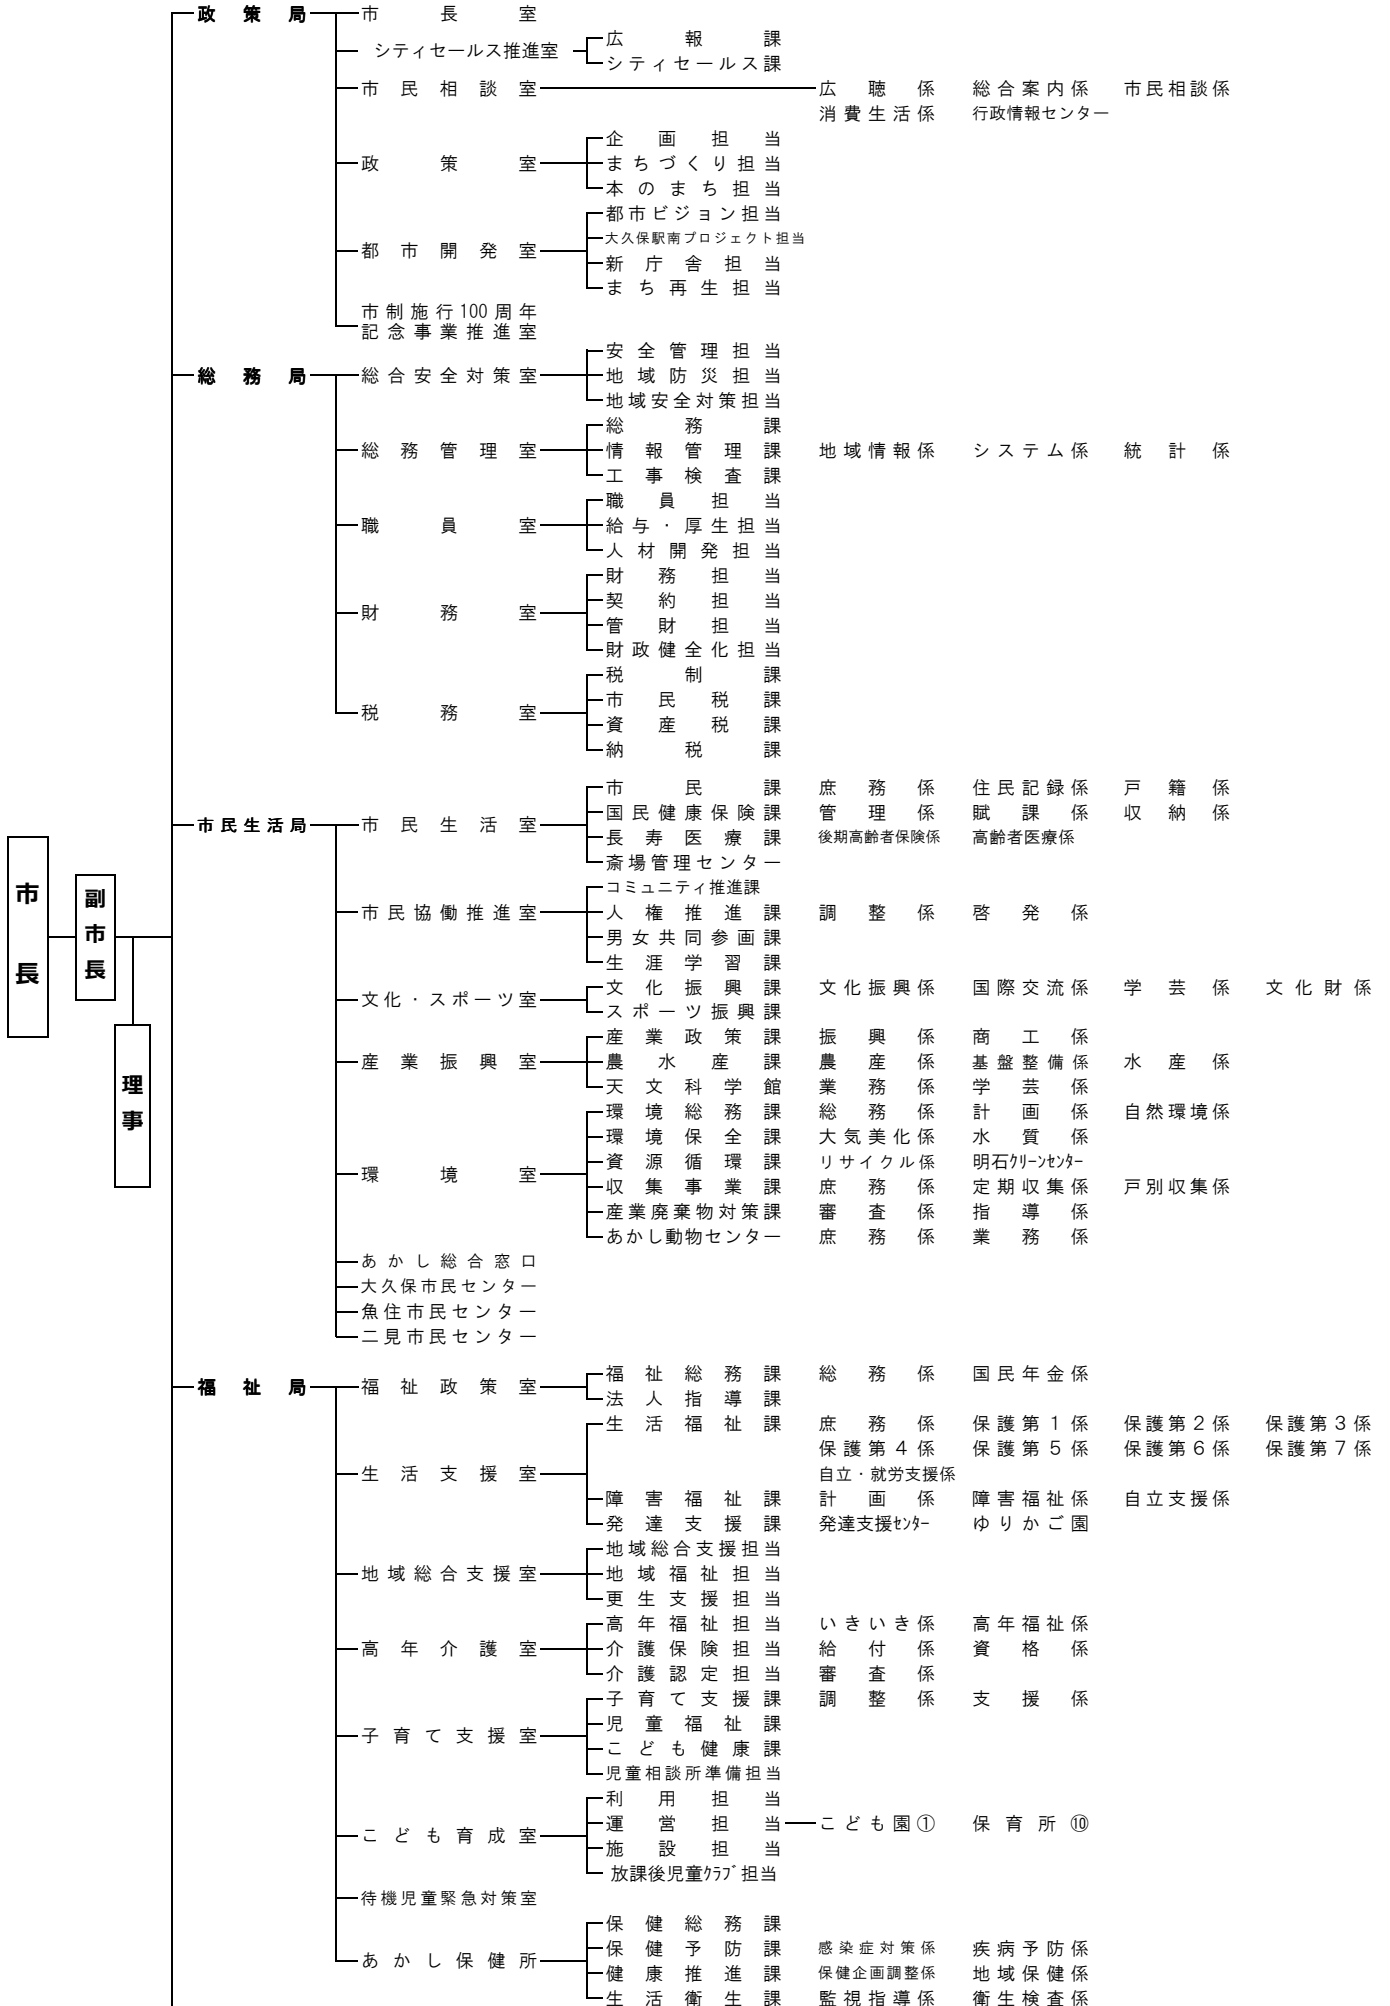 政策局 市長室
シティセールス推進室 広報課
シティセールス課
市民相談室 広聴係 総合案内係 市民相談係
消費生活係 行政情報センター
企画担当
政策室 まちづくり担当
本のまち担当
都市ビジョン担当
大久保駅南プロジェクト担当
都市開発室 新庁舎担当
まち再生担当
市制施行100周年
記念事業推進室
安全管理担当
総務局 総合安全対策室 地域防災担当
地域安全対策担当
総務課
総務管理室 情報管理課 地域情報係 システム係 統計係
工事検査課
職員担当
職員室 給与・厚生担当
人材開発担当
財務担当
財務室 契約担当
管財担当
財政健全化担当
税制課
税務室 市民税課
資産税課
納税課
市民課 庶務係 住民記録係 戸籍係
国民健康保険課 管理係 賦課係 収納係
市民生活局 市民生活室 長寿医療課 後期高齢者保険係 高齢者医療係
斎場管理センター
コミュニティ推進課
市民協働推進室 人権推進課 調整係 啓発係
男女共同参画課
生涯学習課
文化・スポーツ室 文化振興課 文化振興係 国際交流係 学芸係 文化財係
スポーツ振興課
産業政策課 振興係 商工係
産業振興室 農水産課 農産係 基盤整備係 水産係
天文科学館 業務係 学芸係
環境総務課 総務係 計画係 自然環境係
環境保全課 大気美化係 水質係
環境室 資源循環課 リサイクル係 明石ｸﾘｰﾝｾﾝﾀｰ
収集事業課 庶務係 定期収集係 戸別収集係
産業廃棄物対策課 審査係 指導係
あかし動物センター 庶務係 業務係
あかし総合窓口
大久保市民センター
魚住市民センター
二見市民センター
市長
副市長
理事
福祉局 福祉政策室 福祉総務課 総務係 国民年金係
法人指導課
生活福祉課 庶務係 保護第１係 保護第２係 保護第３係
保護第４係 保護第５係 保護第６係 保護第７係
生活支援室 自立・就労支援係
障害福祉課 計画係 障害福祉係 自立支援係
発達支援課 発達支援ｾﾝﾀｰ ゆりかご園
地域総合支援担当
地域総合支援室 地域福祉担当
更生支援担当
高年福祉担当 いきいき係 高年福祉係
高年介護室 介護保険担当 給付係 資格係
介護認定担当 審査係
子育て支援課 調整係 支援係
子育て支援室 児童福祉課
こども健康課
児童相談所準備担当
利用担当
こども育成室 運営担当 こども園① 保育所⑩
施設担当
放課後児童ｸﾗﾌﾞ担当
待機児童緊急対策室
保健総務課
あかし保健所 保健予防課 感染症対策係 疾病予防係
健康推進課 保健企画調整係 地域保健係
生活衛生課 監視指導係 衛生検査係